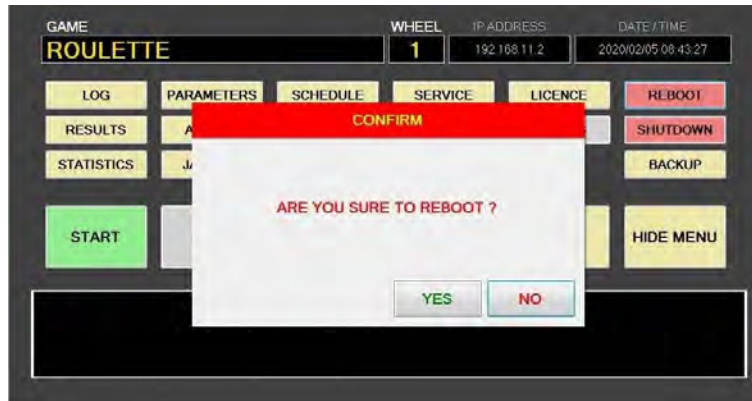 GAME WHEEL IP ADDRESS DATE / TIME
ROULETTE 1 192.168.11.2 2020/02/05 08:43:27
LOG PARAMETERS SCHEDULE SERVICE LICENCE REBOOT
RESULTS A CONFIRM SHUTDOWN
STATISTICS JA BACKUP
ARE YOU SURE TO REBOOT ?
START HIDE MENU
YES NO